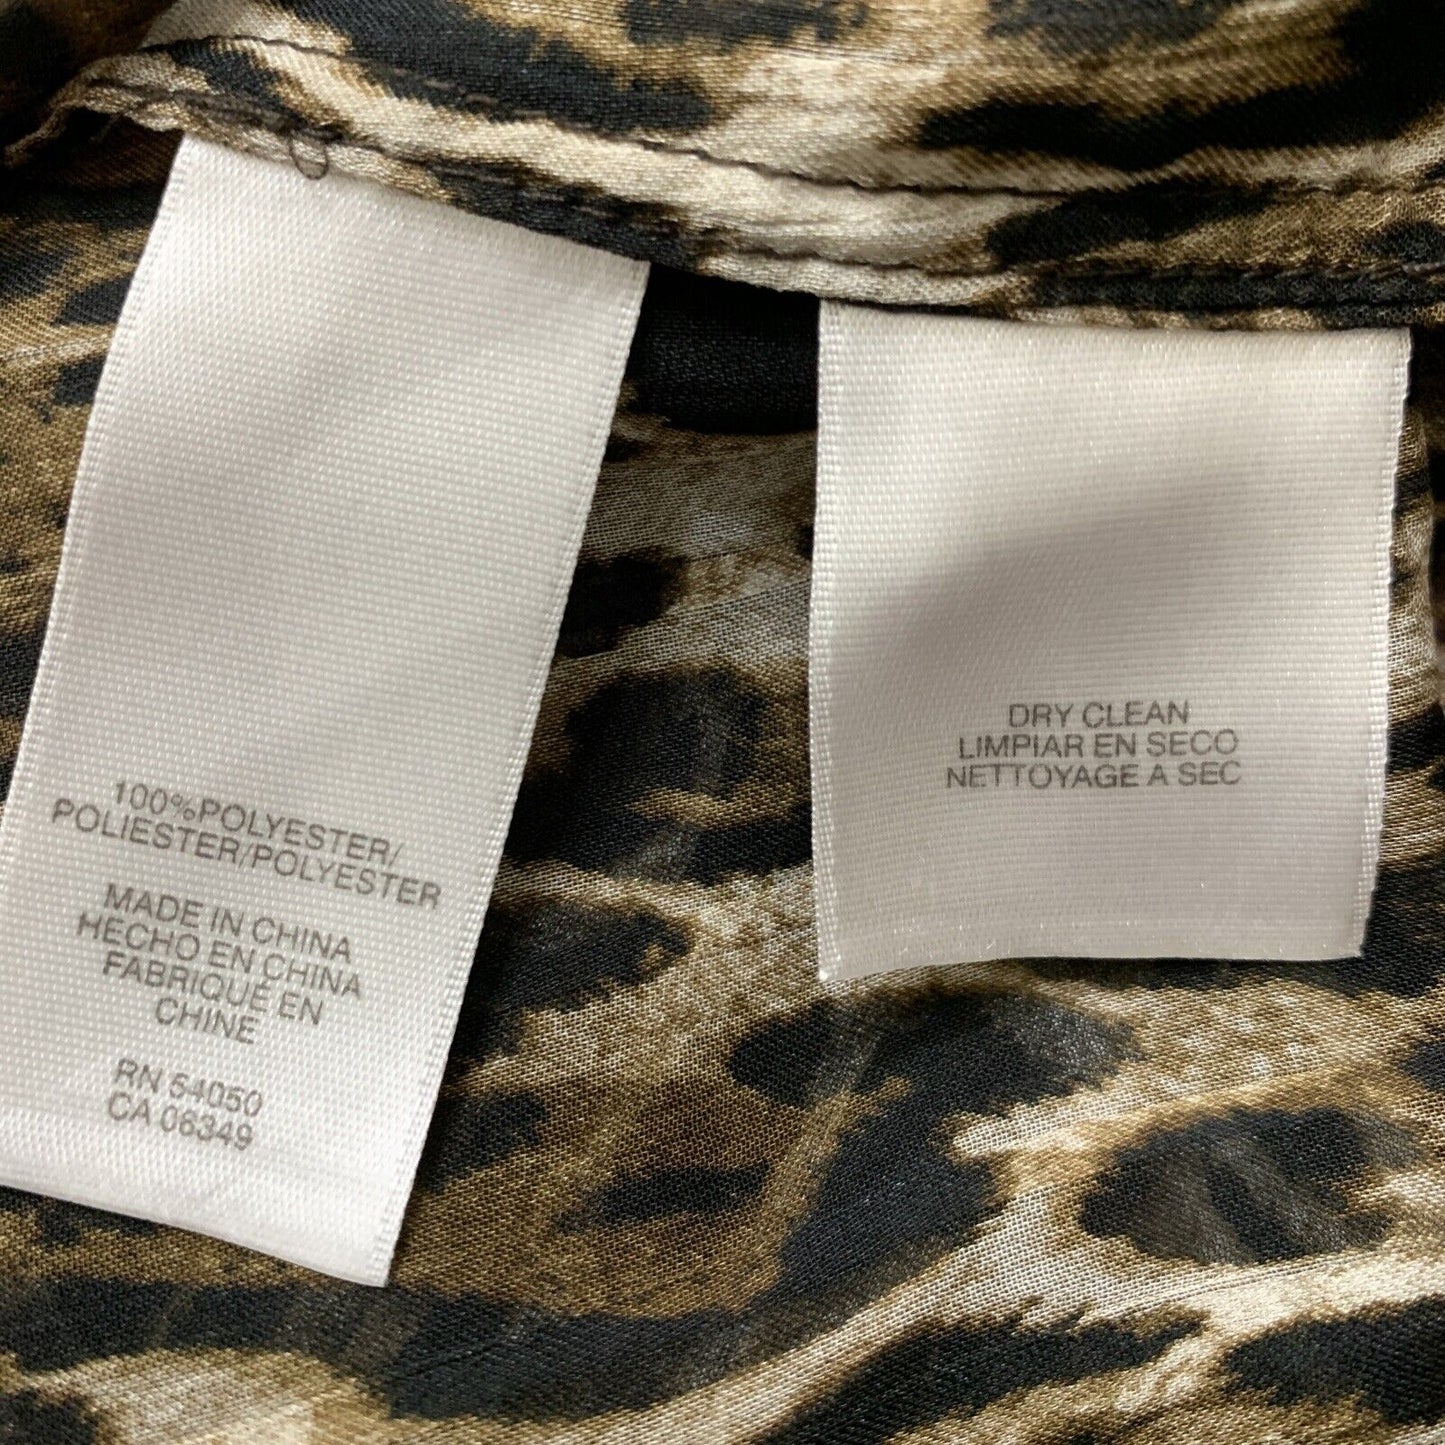 100%POLYESTER/
POLIESTER/POLYESTER
MADE IN CHINA
HECHO EN CHINA
FABRIQUÉ EN
CHINE
RN 54050
CA 06349
DRY CLEAN
LIMPIAR EN SECO
NETTOYAGE A SEC